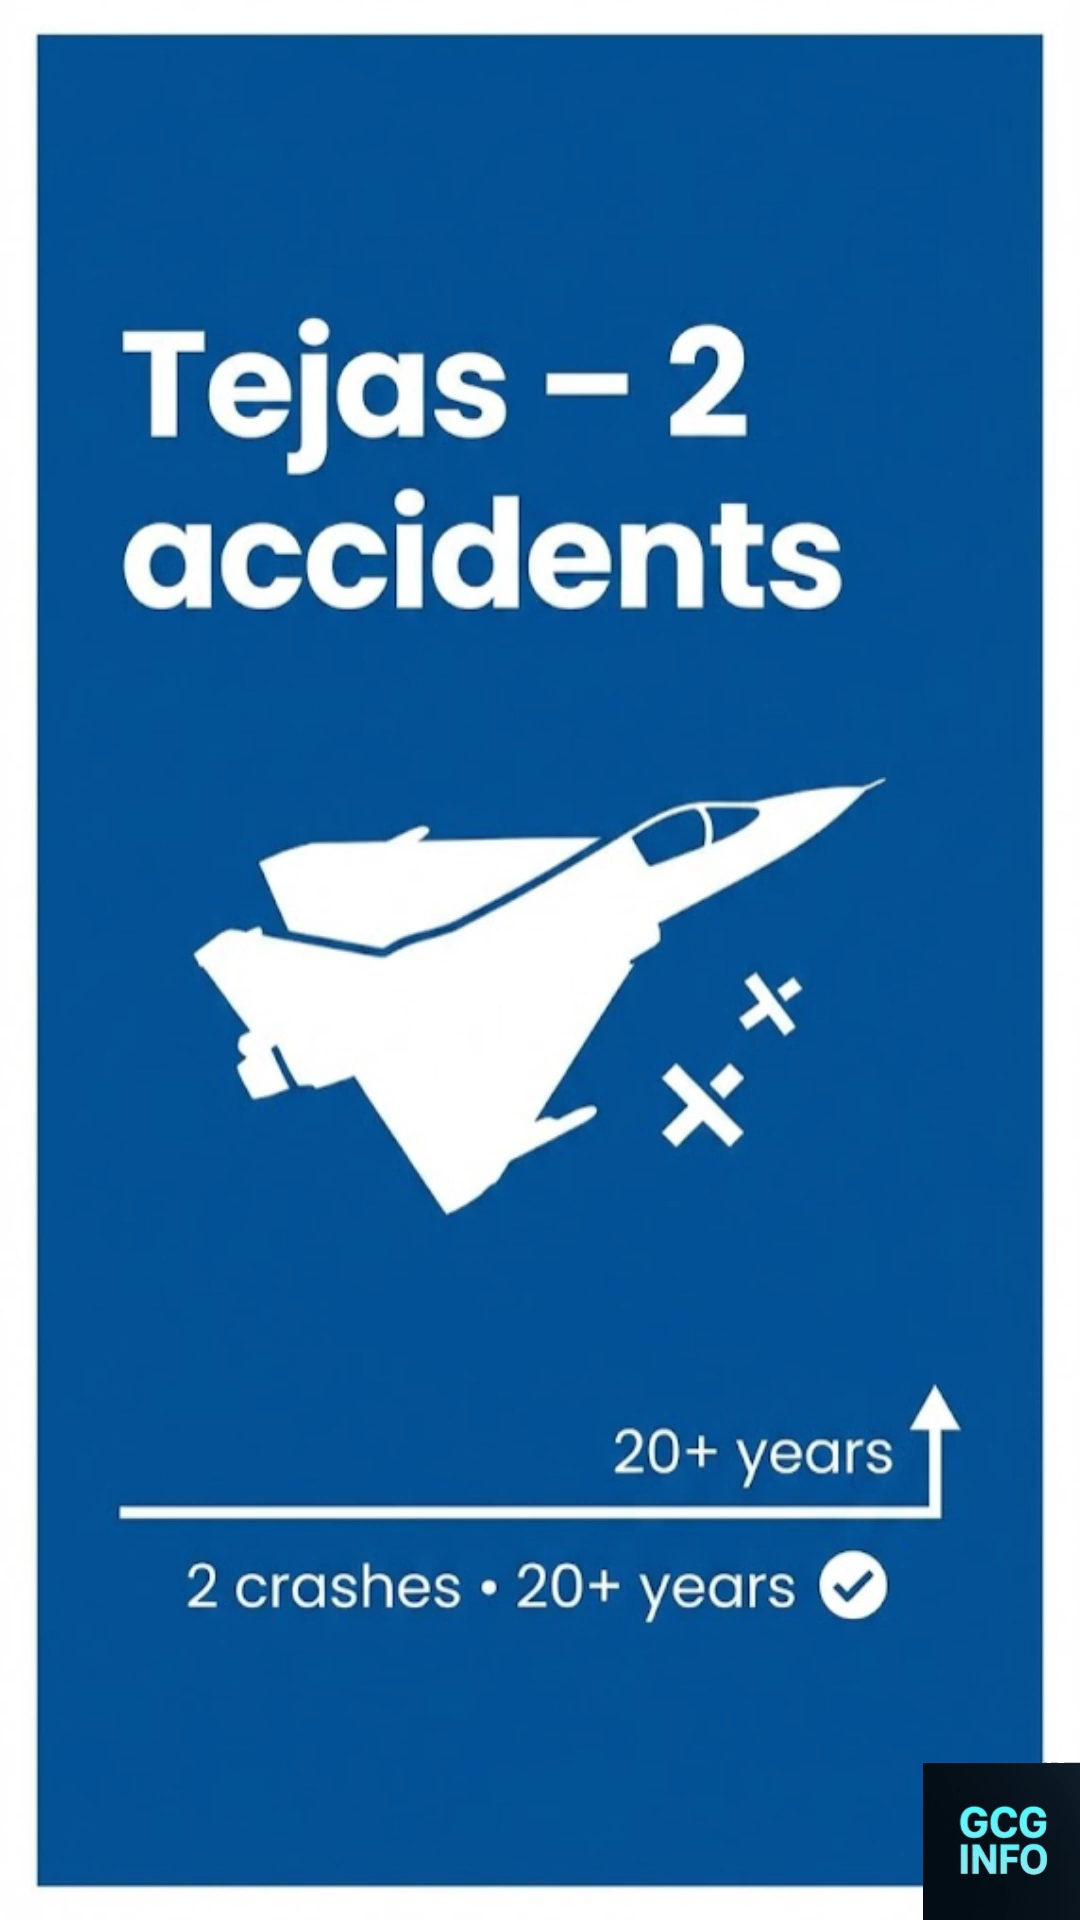 Tejas – 2
accidents
20+ years
2 crashes • 20+ years
GCG
INFO